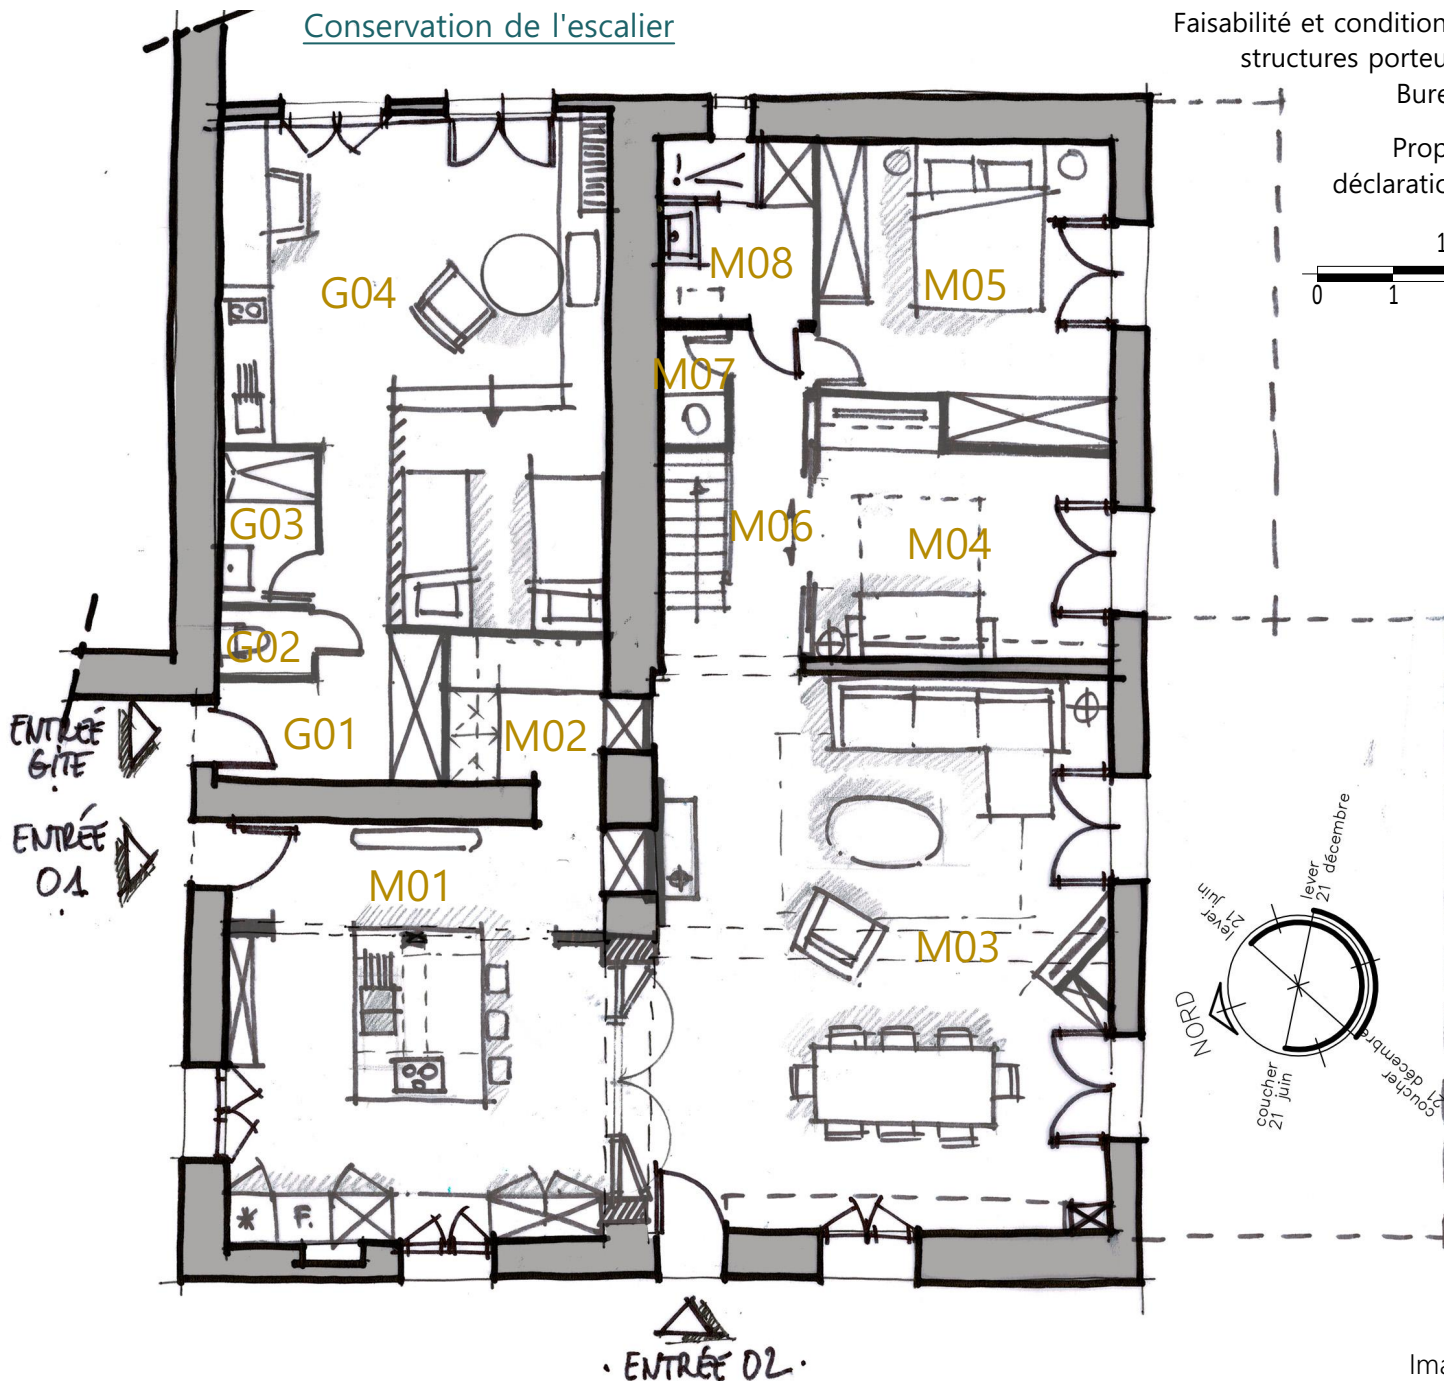 Conservation de l'escalier
Faisabilité et condition
structures porteu
Bure
Prop
déclaratio
1
0 1
G04
M08
M05
M07
G03
M06
M04
G02
G01
M02
ENTRÉE
GITE
ENTRÉE
01
M01
M03
* F.
lever
21 juin
lever
21 décembre
NORD
coucher
21 juin
coucher
21
décembre
. ENTRÉE 02.
Ima